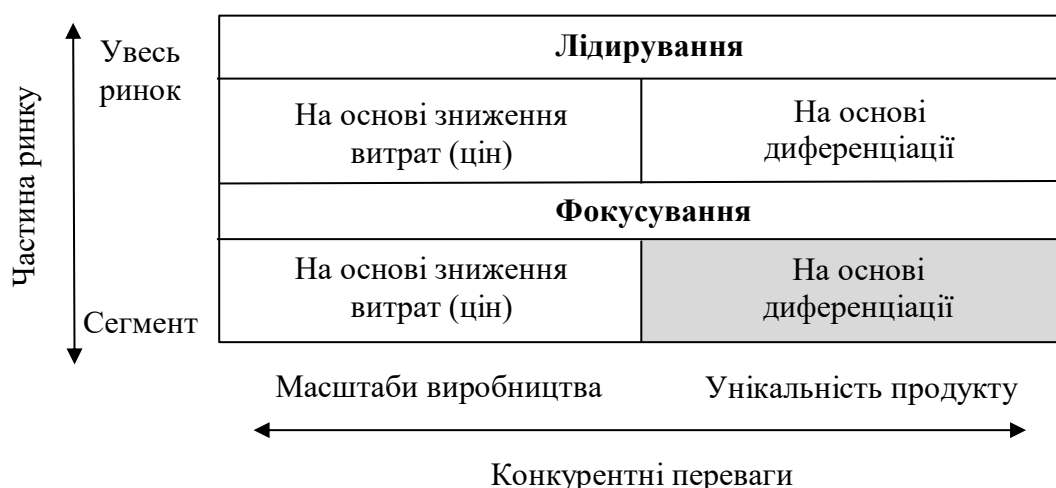 Частина ринку
Увесь
ринок
Лідирування
На основі зниження
витрат (цін)
На основі
диференціації
Фокусування
На основі зниження
витрат (цін)
На основі
диференціації
Сегмент
Масштаби виробництва
Унікальність продукту
Конкурентні переваги